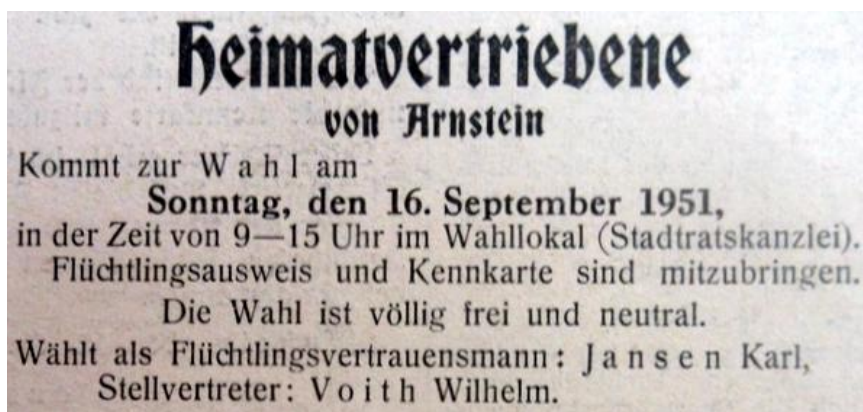 Heimatvertriebene
von Arnstein
Kommt zur Wahl am
Sonntag, den 16. September 1951,
in der Zeit von 9—15 Uhr im Wahllokal (Stadtratskanzlei).
Flüchtlingsausweis und Kennkarte sind mitzubringen.
Die Wahl ist völlig frei und neutral.
Wählt als Flüchtlingsvertrauensmann: Jansen Karl,
Stellvertreter: Voith Wilhelm.